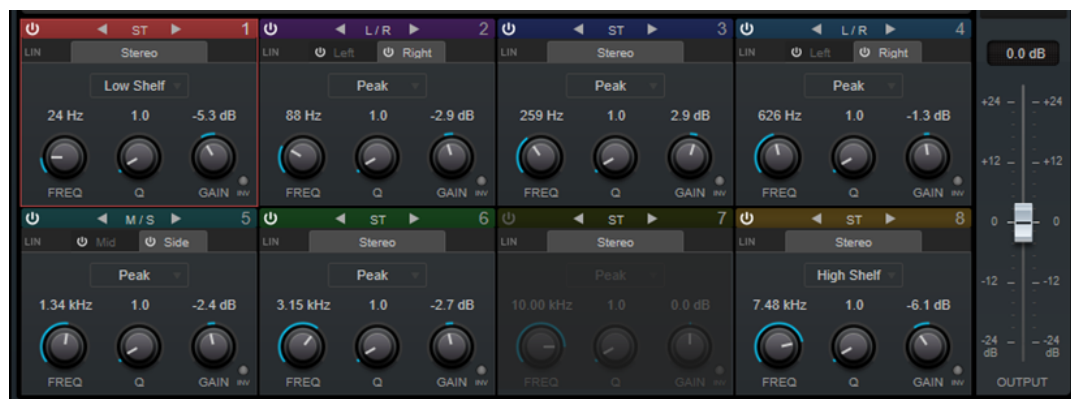 ST 1
LIN Stereo
Low Shelf
24 Hz 1.0 -5.3 dB
FREQ Q GAIN INV
L / R 2
LIN Left Right
Peak
88 Hz 1.0 -2.9 dB
FREQ Q GAIN INV
ST 3
LIN Stereo
Peak
259 Hz 1.0 2.9 dB
FREQ Q GAIN INV
L / R 4
LIN Left Right
Peak
626 Hz 1.0 -1.3 dB
FREQ Q GAIN INV
M / S 5
LIN Mid Side
Peak
1.34 kHz 1.0 -2.4 dB
FREQ Q GAIN INV
ST 6
LIN Stereo
Peak
3.15 kHz 1.0 -2.7 dB
FREQ Q GAIN INV
ST 7
LIN Stereo
Peak
10.00 kHz 1.0 0.0 dB
FREQ Q GAIN INV
ST 8
LIN Stereo
High Shelf
7.48 kHz 1.0 -6.1 dB
FREQ Q GAIN INV
0.0 dB
+24 +24
+12 +12
0 0
-12 -12
-24 -24
dB dB
OUTPUT